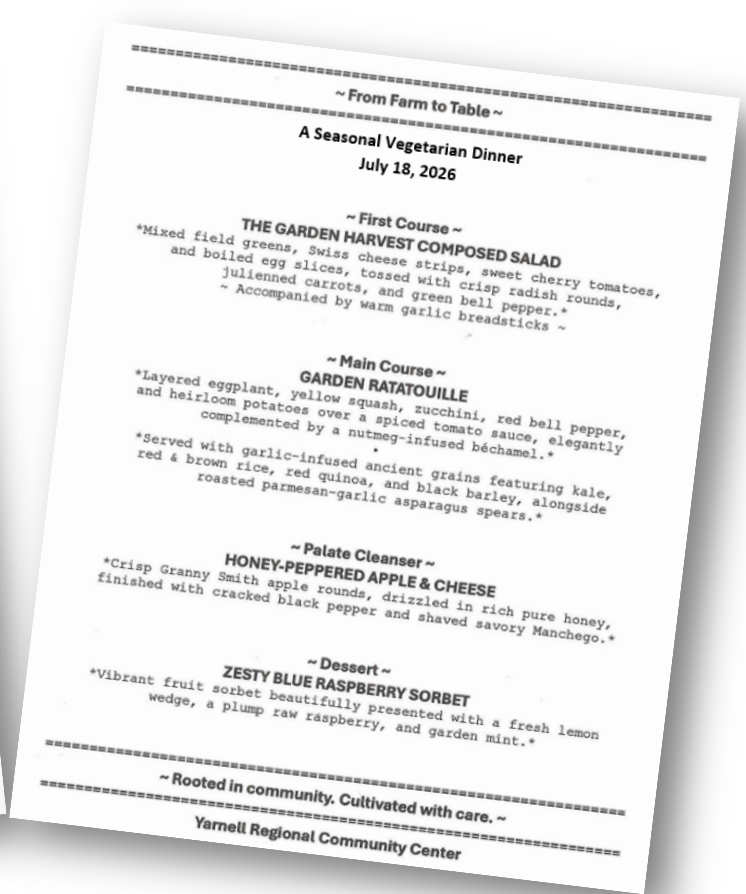 ================================================================
~ From Farm to Table ~
================================================================
A Seasonal Vegetarian Dinner
July 18, 2026
~ First Course ~
THE GARDEN HARVEST COMPOSED SALAD
*Mixed field greens, Swiss cheese strips, sweet cherry tomatoes,
and boiled egg slices, tossed with crisp radish rounds,
julienned carrots, and green bell pepper.*
~ Accompanied by warm garlic breadsticks ~
~ Main Course ~
GARDEN RATATOUILLE
*Layered eggplant, yellow squash, zucchini, red bell pepper,
and heirloom potatoes over a spiced tomato sauce, elegantly
complemented by a nutmeg-infused béchamel.*
*Served with garlic-infused ancient grains featuring kale,
red & brown rice, red quinoa, and black barley, alongside
roasted parmesan-garlic asparagus spears.*
~ Palate Cleanser ~
HONEY-PEPPERED APPLE & CHEESE
*Crisp Granny Smith apple rounds, drizzled in rich pure honey,
finished with cracked black pepper and shaved savory Manchego.*
~ Dessert ~
ZESTY BLUE RASPBERRY SORBET
*Vibrant fruit sorbet beautifully presented with a fresh lemon
wedge, a plump raw raspberry, and garden mint.*
================================================================
~ Rooted in community. Cultivated with care. ~
================================================================
Yarnell Regional Community Center